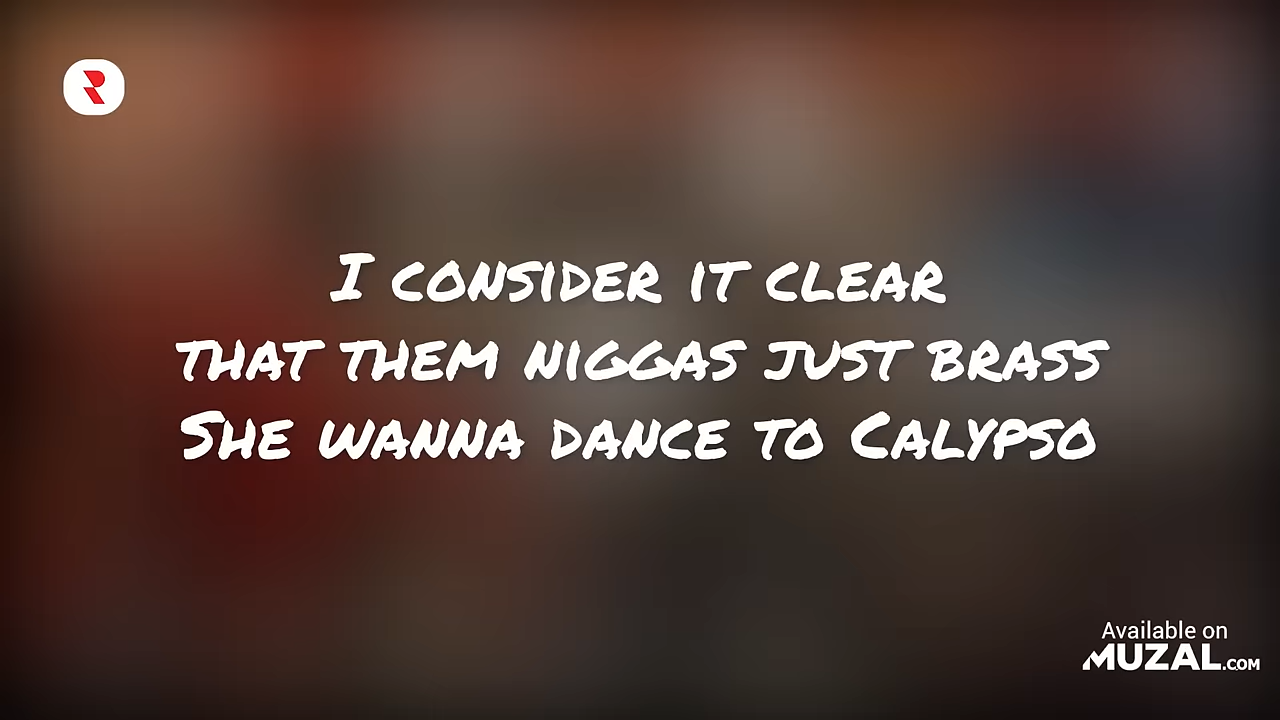 I consider it clear
that them niggas just brass
She wanna dance to Calypso
Available on
MUZAL.COM